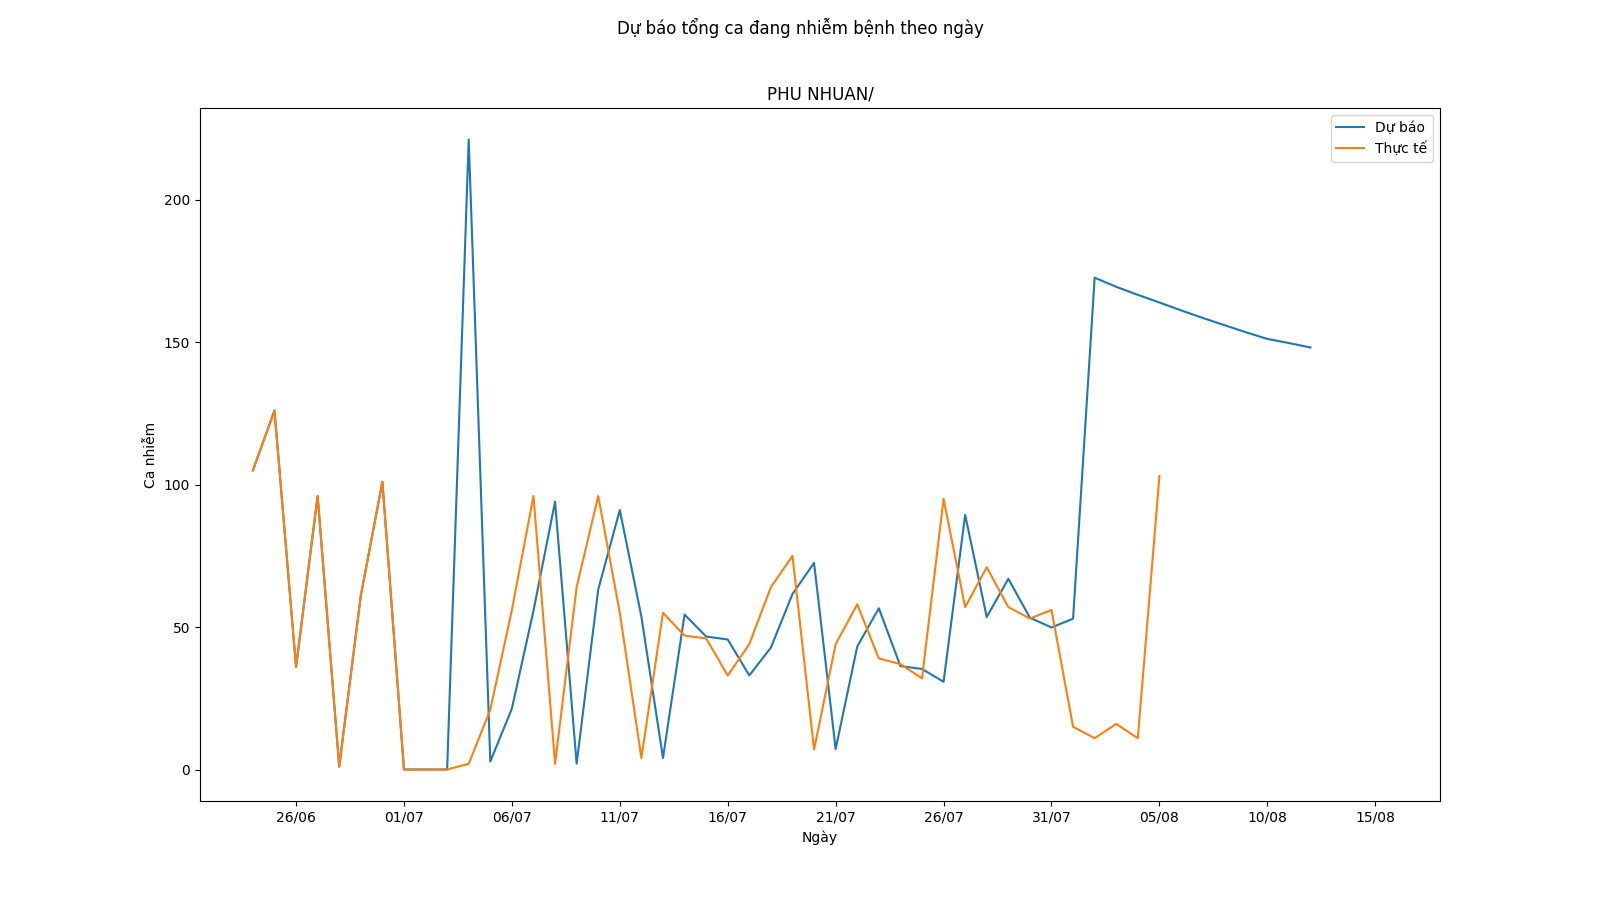 Dự báo tổng ca đang nhiễm bệnh theo ngày
PHU NHUAN/
Dự báo
Thực tế
Ca nhiễm
200
150
100
50
0
26/06 01/07 06/07 11/07 16/07 21/07 26/07 31/07 05/08 10/08 15/08
Ngày